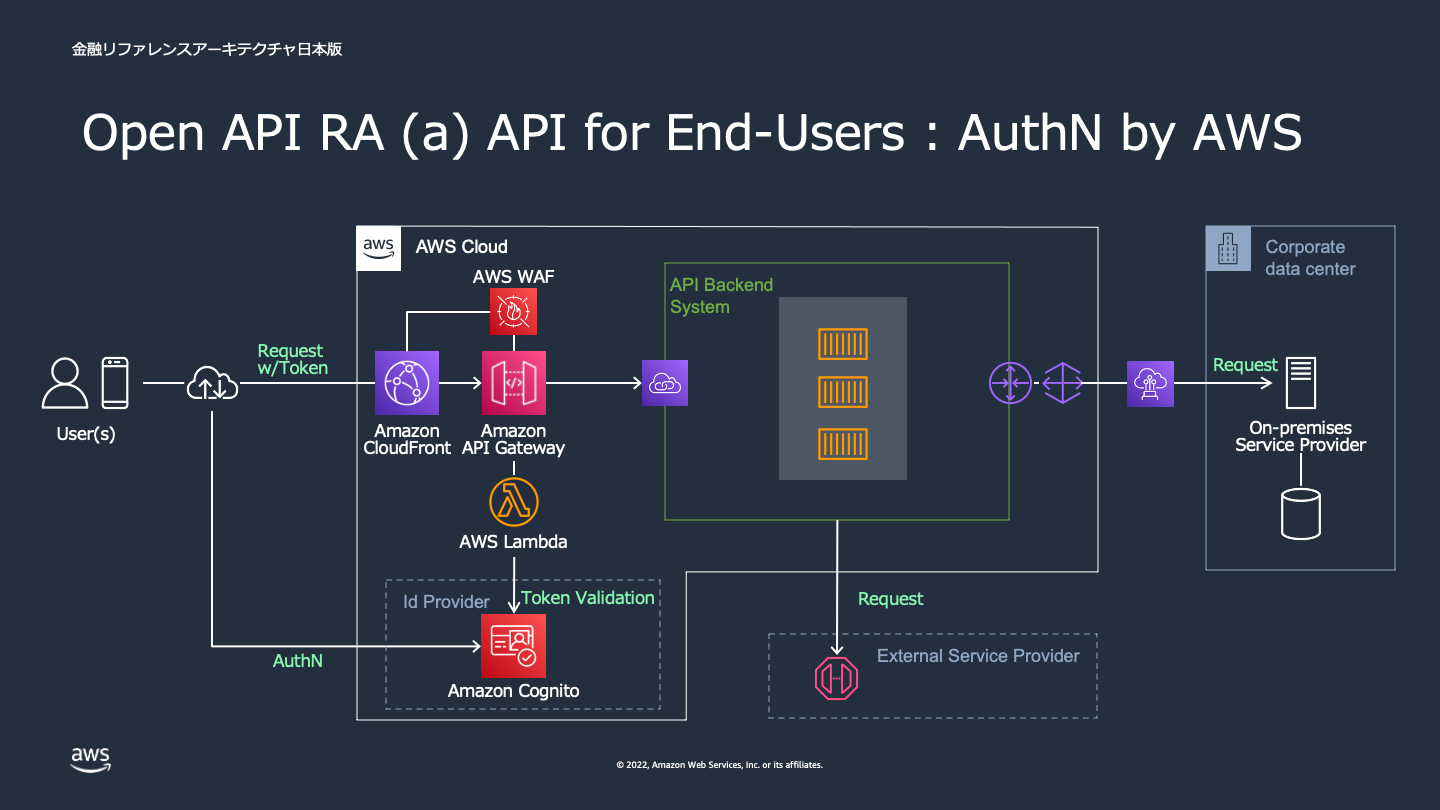 金融リファレンスアーキテクチャ日本版
Open API RA (a) API for End-Users : AuthN by AWS
aws
AWS Cloud
AWS WAF
API Backend
System
Corporate
data center
Request
w/Token
Request
User(s)
Amazon
CloudFront
Amazon
API Gateway
On-premises
Service Provider
AWS Lambda
Id Provider
Token Validation
Request
AuthN
External Service Provider
Amazon Cognito
aws
© 2022, Amazon Web Services, Inc. or its affiliates.